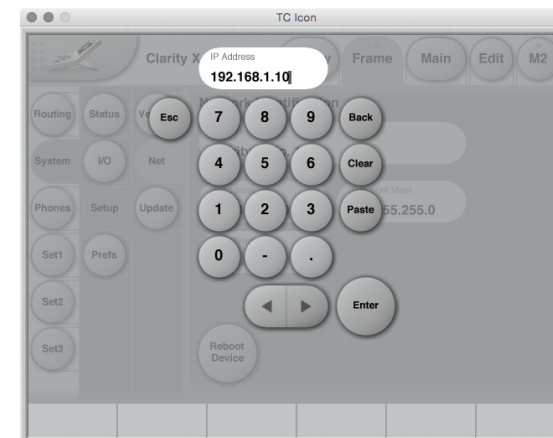 TC Icon
Clarity X
Frame
Main
Edit
M2
IP Address
192.168.1.10
Routing
Status
Esc
7
8
9
Back
System
I/O
Net
4
5
6
Clear
Phones
Setup
Update
1
2
3
Paste
55.255.0
Set1
Prefs
0
-
.
Set2
Enter
Set3
Reboot
Device